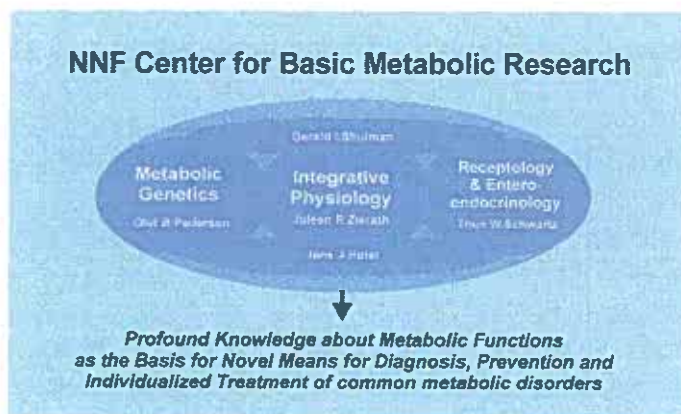 NNF Center for Basic Metabolic Research
Gerald I Shulman
Metabolic
Genetics
Oluf B Pedersen
Integrative
Physiology
Juleen R Zierath
Receptology
& Entero-
endocrinology
Thue W Schwartz
Jens J Holst
Profound Knowledge about Metabolic Functions
as the Basis for Novel Means for Diagnosis, Prevention and
Individualized Treatment of common metabolic disorders